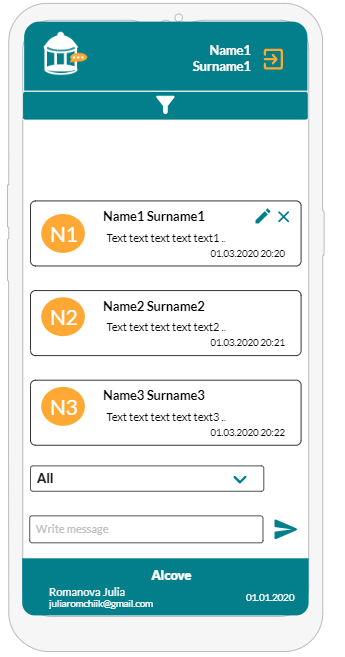 Name1
Surname1
N1
Name1 Surname1
Text text text text text1 ..
01.03.2020 20:20
N2
Name2 Surname2
Text text text text text2 ..
01.03.2020 20:21
N3
Name3 Surname3
Text text text text text3 ..
01.03.2020 20:22
All
Write message
Alcove
Romanova Julia
juliaromchiik@gmail.com
01.01.2020